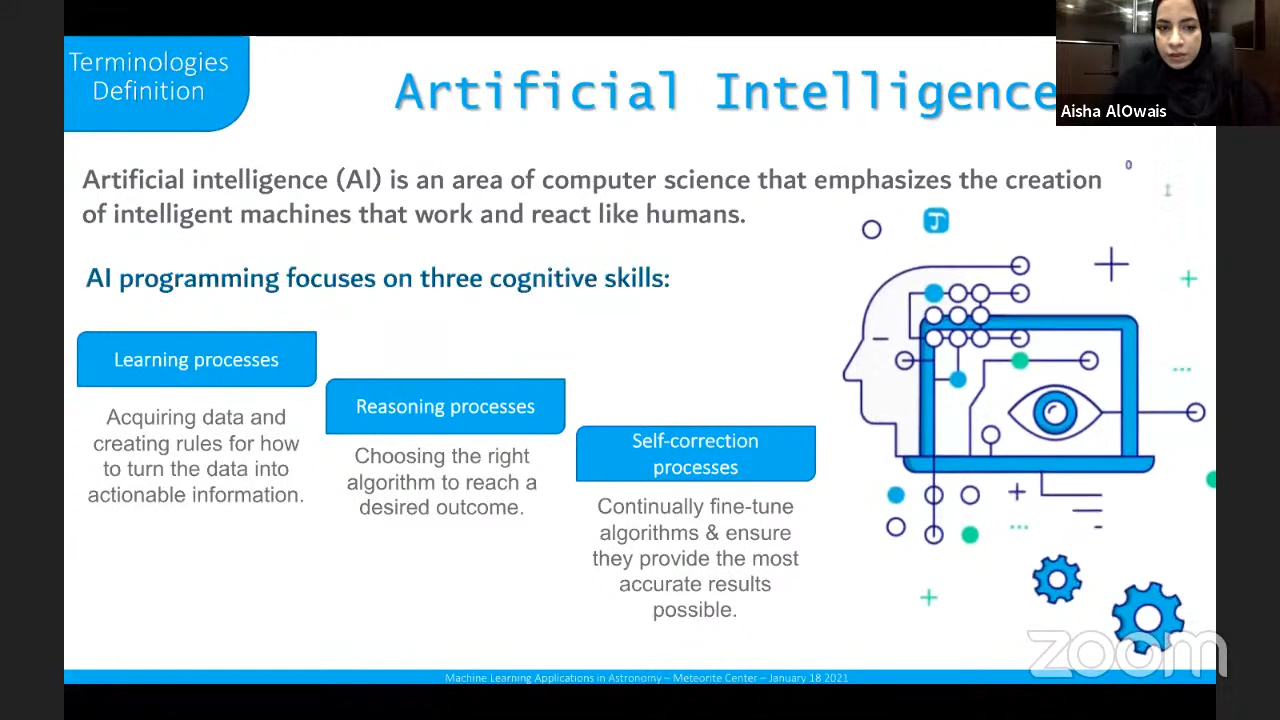 Terminologies
Definition
Artificial Intelligence
Aisha AlOwais
Artificial intelligence (AI) is an area of computer science that emphasizes the creation
of intelligent machines that work and react like humans.
AI programming focuses on three cognitive skills:
Learning processes
Acquiring data and
creating rules for how
to turn the data into
actionable information.
Reasoning processes
Choosing the right
algorithm to reach a
desired outcome.
Self-correction
processes
Continually fine-tune
algorithms & ensure
they provide the most
accurate results
possible.
zoom
Machine Learning Applications in Astronomy – Meteorite Center – January 18 2021